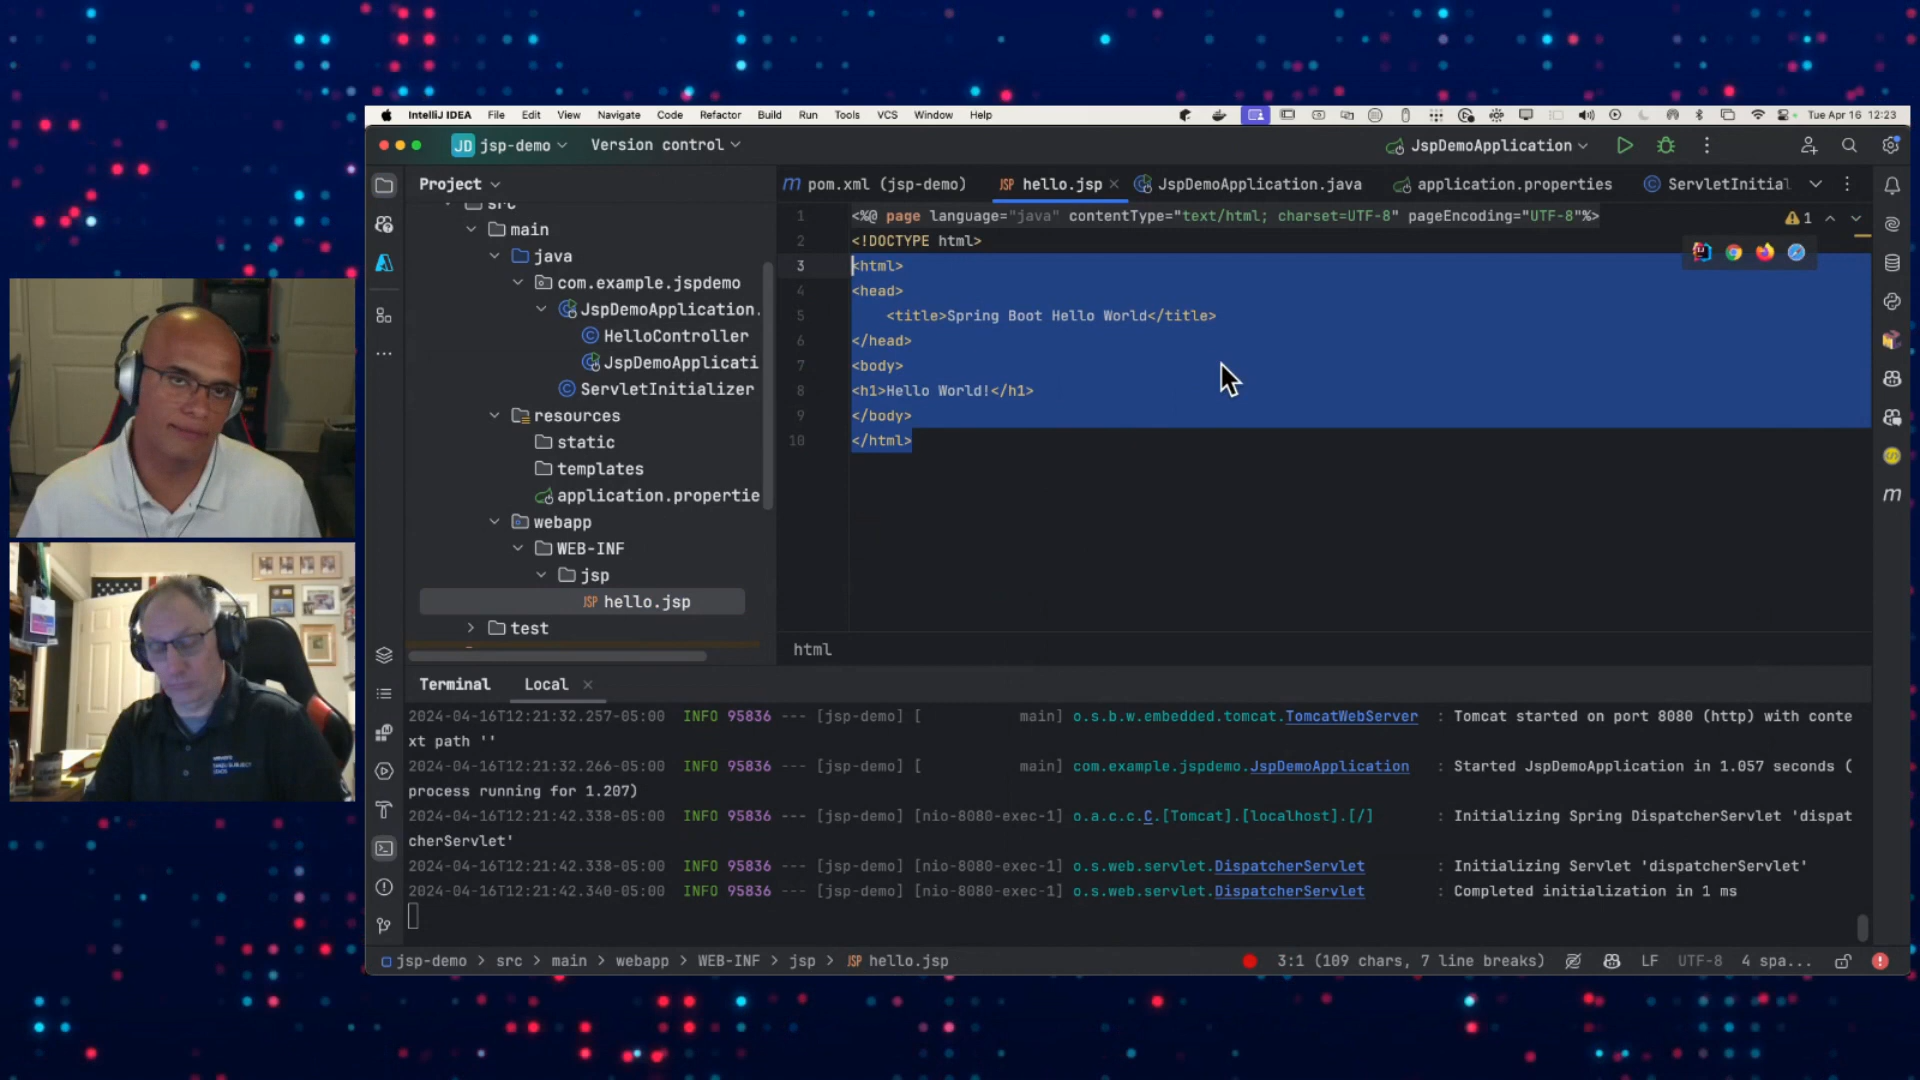 IntelliJ IDEA File Edit View Navigate Code Refactor Build Run Tools VCS Window Help Tue Apr 16 12:23
JD jsp-demo Version control JspDemoApplication
Project
src
main
java
com.example.jspdemo
JspDemoApplication.
HelloController
JspDemoApplicati
ServletInitializer
resources
static
templates
application.propertie
webapp
WEB-INF
jsp
JSP hello.jsp
test
m pom.xml (jsp-demo) JSP hello.jsp JspDemoApplication.java application.properties ServletInitial
1 <%@ page language="java" contentType="text/html; charset=UTF-8" pageEncoding="UTF-8"%>
2 <!DOCTYPE html>
3 <html>
4 <head>
5 <title>Spring Boot Hello World</title>
6 </head>
7 <body>
8 <h1>Hello World!</h1>
9 </body>
10 </html>
1
html
Terminal Local
2024-04-16T12:21:32.257-05:00 INFO 95836 --- [jsp-demo] [ main] o.s.b.w.embedded.tomcat.TomcatWebServer : Tomcat started on port 8080 (http) with conte
xt path ''
2024-04-16T12:21:32.266-05:00 INFO 95836 --- [jsp-demo] [ main] com.example.jspdemo.JspDemoApplication : Started JspDemoApplication in 1.057 seconds (
process running for 1.207)
2024-04-16T12:21:42.338-05:00 INFO 95836 --- [jsp-demo] [nio-8080-exec-1] o.a.c.c.C.[Tomcat].[localhost].[/] : Initializing Spring DispatcherServlet 'dispat
cherServlet'
2024-04-16T12:21:42.338-05:00 INFO 95836 --- [jsp-demo] [nio-8080-exec-1] o.s.web.servlet.DispatcherServlet : Initializing Servlet 'dispatcherServlet'
2024-04-16T12:21:42.340-05:00 INFO 95836 --- [jsp-demo] [nio-8080-exec-1] o.s.web.servlet.DispatcherServlet : Completed initialization in 1 ms
jsp-demo > src > main > webapp > WEB-INF > jsp > JSP hello.jsp 3:1 (109 chars, 7 line breaks) LF UTF-8 4 spa...